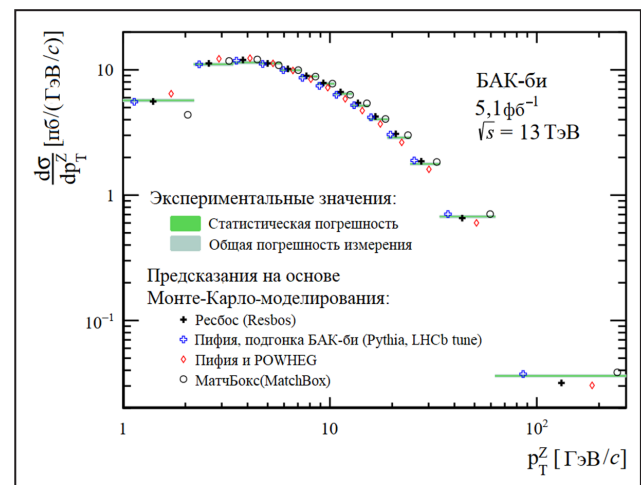 dσ/dp_T^Z [пб/(ГэВ/c)]
10
1
10⁻¹
БАК-би
5,1фб⁻¹
√s = 13 ТэВ
Экспериментальные значения:
Статистическая погрешность
Общая погрешность измерения
Предсказания на основе
Монте-Карло-моделирования:
Ресбос (Resbos)
Пифия, подгонка БАК-би (Pythia, LHCb tune)
Пифия и POWHEG
МатчБокс(MatchBox)
1 10 10²
p_T^Z [ГэВ/c]